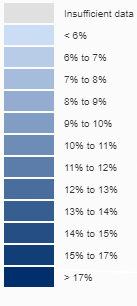 Insufficient data
< 6%
6% to 7%
7% to 8%
8% to 9%
9% to 10%
10% to 11%
11% to 12%
12% to 13%
13% to 14%
14% to 15%
15% to 17%
> 17%